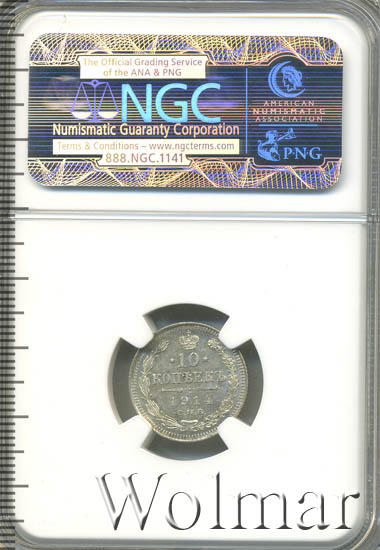 The Official Grading Service
of the ANA & PNG
NGC
Numismatic Guaranty Corporation
Terms & Conditions – www.ngcterms.com
888.NGC.1141
AMERICAN
NUMISMATIC
ASSOCIATION
PNG
· 10 ·
КОПѢЕКЪ
1914
С.П.Б.
Wolmar